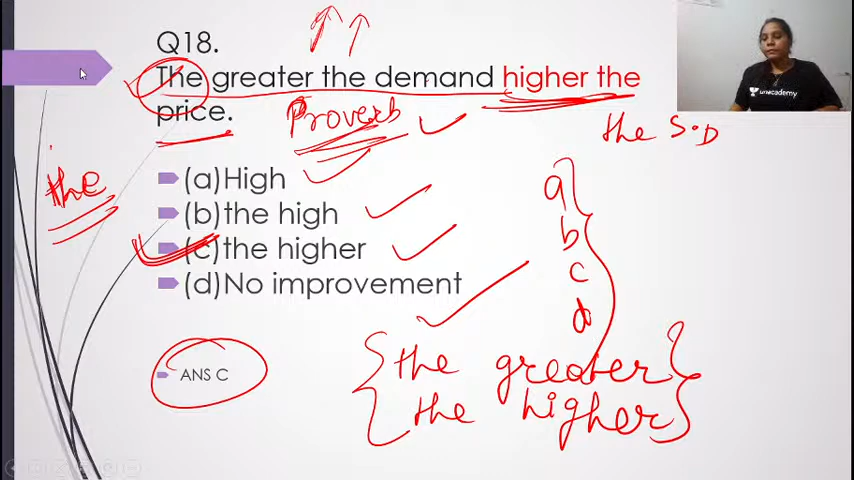 Q18.
The greater the demand higher the
price. Proverb
the S.D
the
(a)High
(b)the high
(c)the higher
(d)No improvement
a
b
c
d
ANS C
the greater
the higher
unacademy